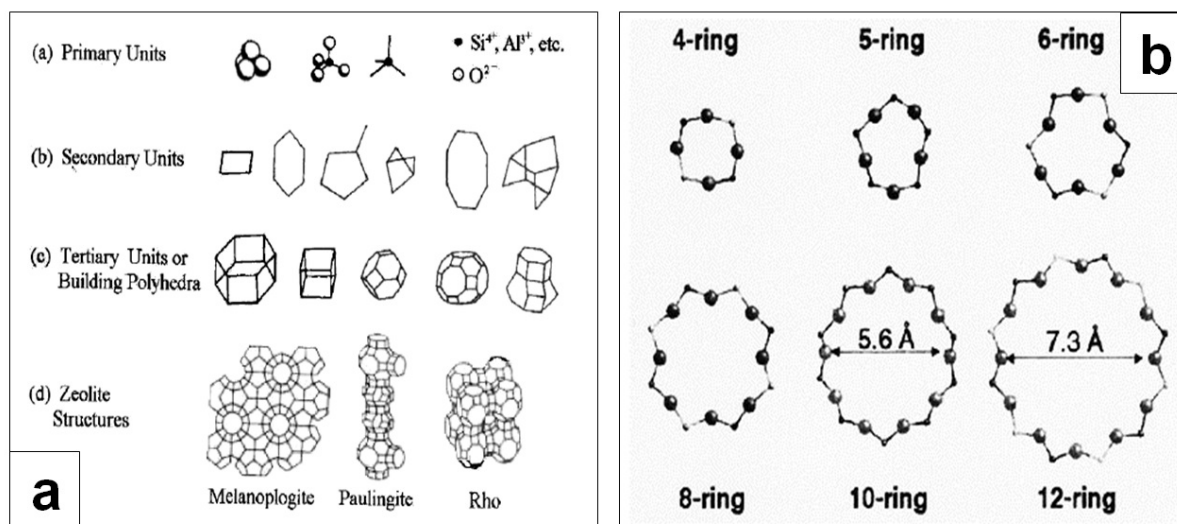 (a) Primary Units
Si⁴⁺, Al³⁺, etc.
O²⁻
(b) Secondary Units
(c) Tertiary Units or
Building Polyhedra
(d) Zeolite
Structures
Melanoplogite Paulingite Rho
a
b
4-ring 5-ring 6-ring
5.6 Å 7.3 Å
8-ring 10-ring 12-ring